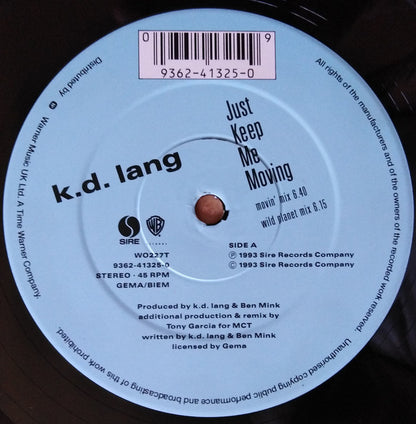 0 9
9362-41325-0
k.d. lang
Just
Keep
Me
Moving
movin' mix 6.40
wild planet mix 6.15
SIRE
WB
RECORDS
WO227T
9362-41325-0
STEREO · 45 RPM
GEMA/BIEM
SIDE A
℗ 1993 Sire Records Company
© 1993 Sire Records Company
Produced by k.d. lang & Ben Mink
additional production & remix by
Tony Garcia for MCT
written by k.d. lang & Ben Mink
licensed by Gema
Distributed by Warner Music UK Ltd. A Time Warner Company.
All rights of the manufacturers and of the owners of the recorded work reserved.
Unauthorised copying public performance and broadcasting of this work prohibited.